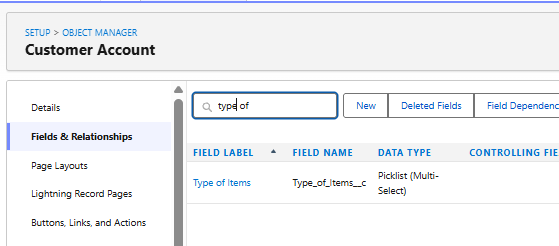 SETUP > OBJECT MANAGER
Customer Account
Details
Fields & Relationships
Page Layouts
Lightning Record Pages
Buttons, Links, and Actions
type of
New
Deleted Fields
Field Dependenc
FIELD LABEL FIELD NAME DATA TYPE CONTROLLING FIE
Type of Items Type_of_Items__c Picklist (Multi-
Select)